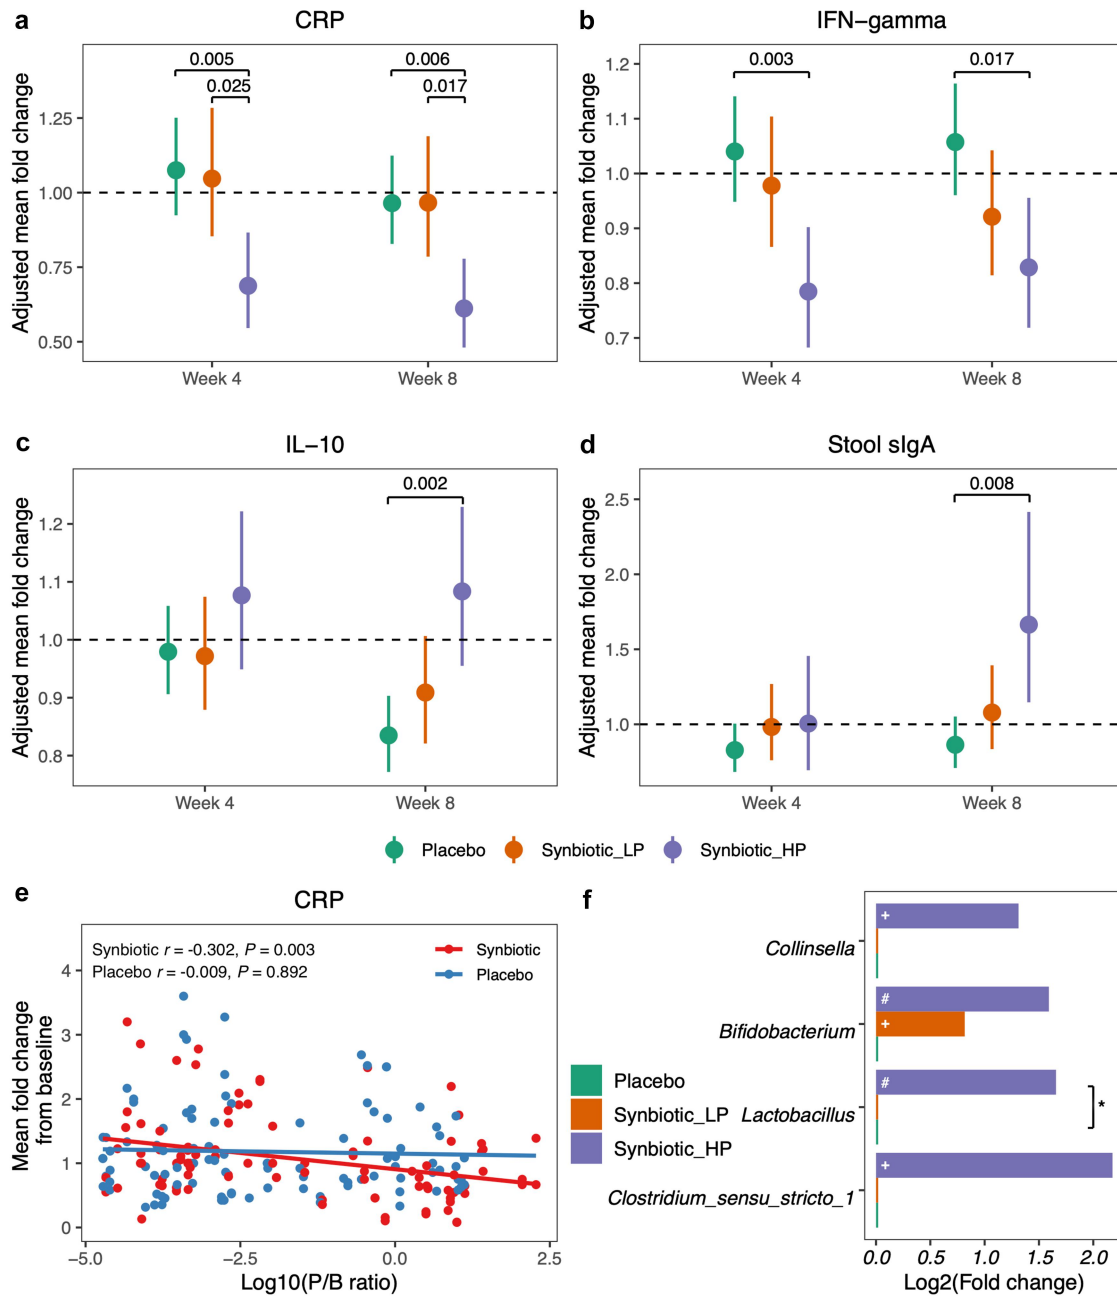 a
CRP
Adjusted mean fold change
1.25
1.00
0.75
0.50
0.005
0.025
0.006
0.017
Week 4
Week 8
b
IFN−gamma
Adjusted mean fold change
1.2
1.1
1.0
0.9
0.8
0.7
0.003
0.017
Week 4
Week 8
c
IL−10
Adjusted mean fold change
1.2
1.1
1.0
0.9
0.8
0.002
Week 4
Week 8
d
Stool sIgA
Adjusted mean fold change
2.5
2.0
1.5
1.0
0.008
Week 4
Week 8
Placebo
Synbiotic_LP
Synbiotic_HP
e
CRP
Synbiotic r = -0.302, P = 0.003
Placebo r = -0.009, P = 0.892
Synbiotic
Placebo
Mean fold change
from baseline
4
3
2
1
0
−5.0
−2.5
0.0
2.5
Log10(P/B ratio)
f
Collinsella
+
Bifidobacterium
#
+
Lactobacillus
#
*
Clostridium_sensu_stricto_1
+
Placebo
Synbiotic_LP
Synbiotic_HP
0.0
0.5
1.0
1.5
2.0
Log2(Fold change)